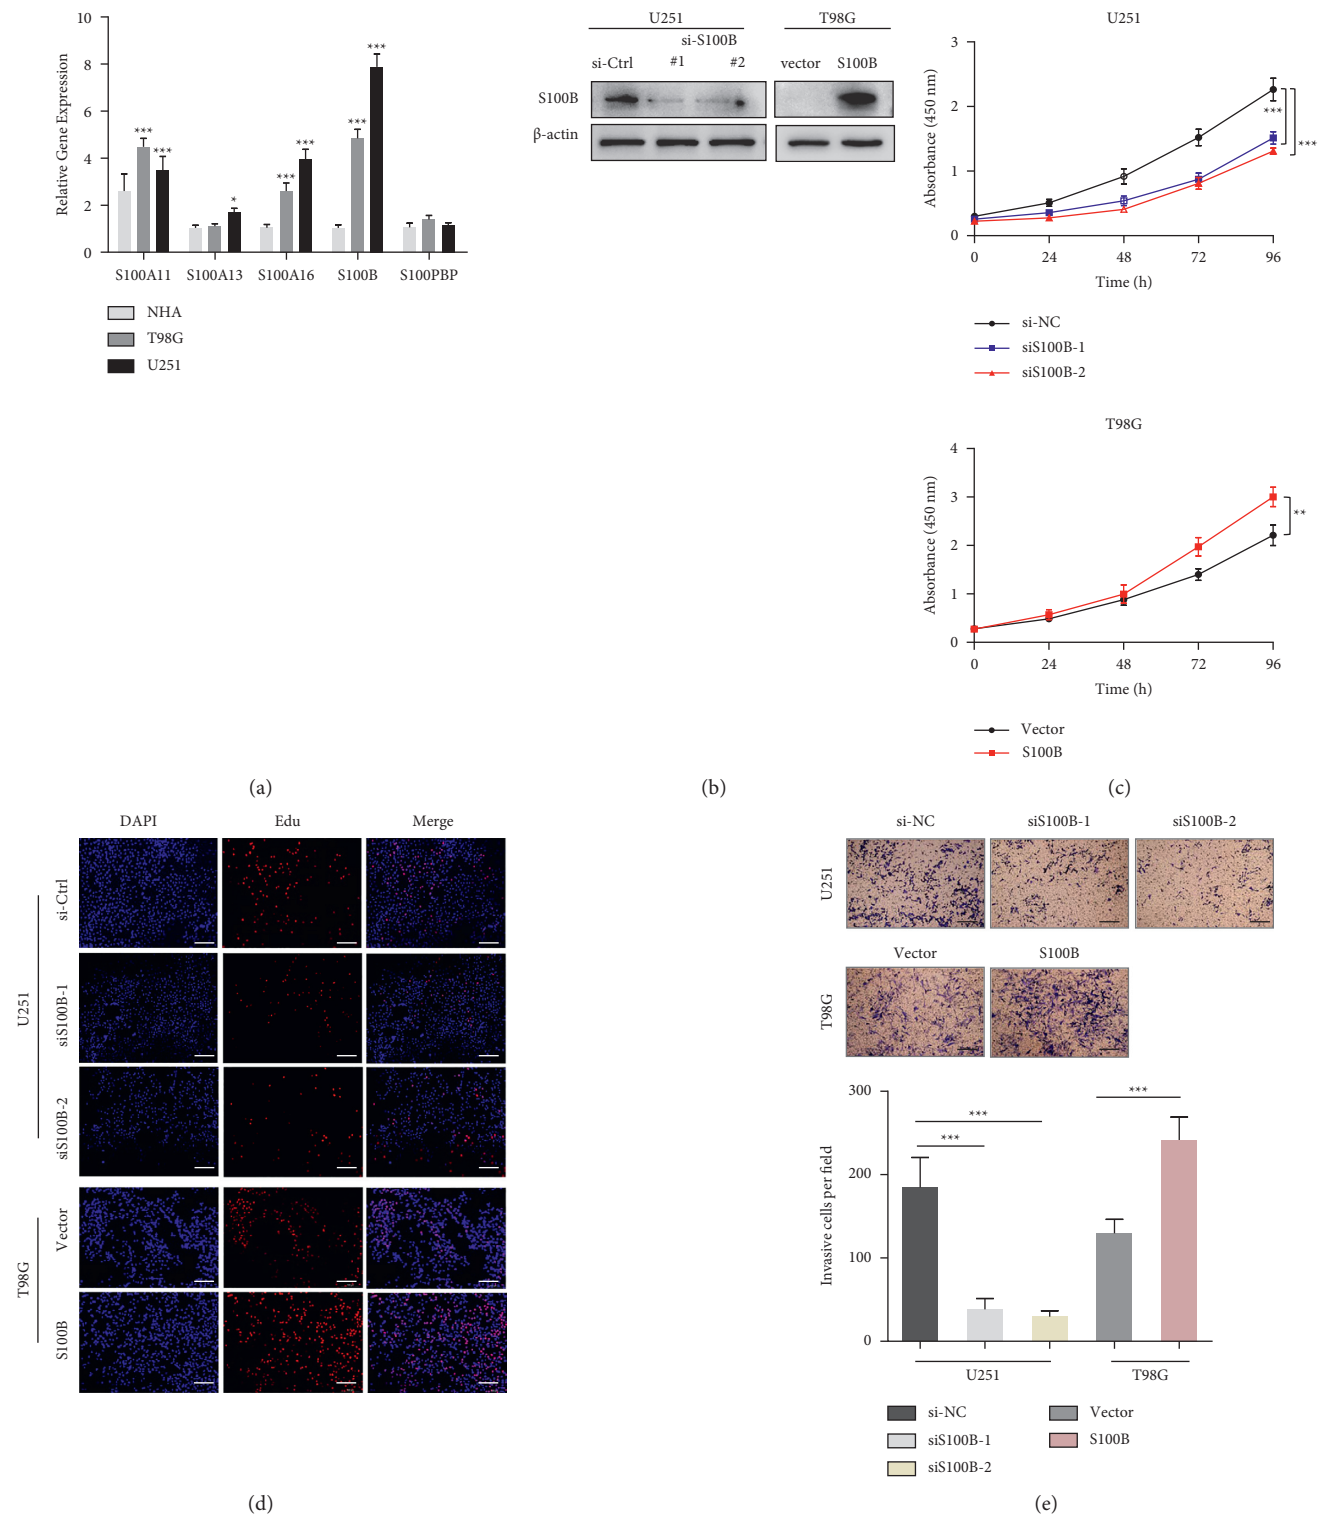 10
8
6
4
2
0
Relative Gene Expression
***
***
*
***
***
***
***
S100A11 S100A13 S100A16 S100B S100PBP
NHA
T98G
U251
(a)
U251 T98G
si-S100B
si-Ctrl #1 #2 vector S100B
S100B
β-actin
(b)
U251
3
2
1
0
Absorbance (450 nm)
***
***
0 24 48 72 96
Time (h)
si-NC
siS100B-1
siS100B-2
T98G
4
3
2
1
0
Absorbance (450 nm)
**
0 24 48 72 96
Time (h)
Vector
S100B
(c)
DAPI Edu Merge
U251
si-Ctrl
siS100B-1
siS100B-2
T98G
Vector
S100B
(d)
si-NC siS100B-1 siS100B-2
U251
Vector S100B
T98G
300
200
100
0
Invasive cells per field
***
***
***
U251 T98G
si-NC Vector
siS100B-1 S100B
siS100B-2
(e)